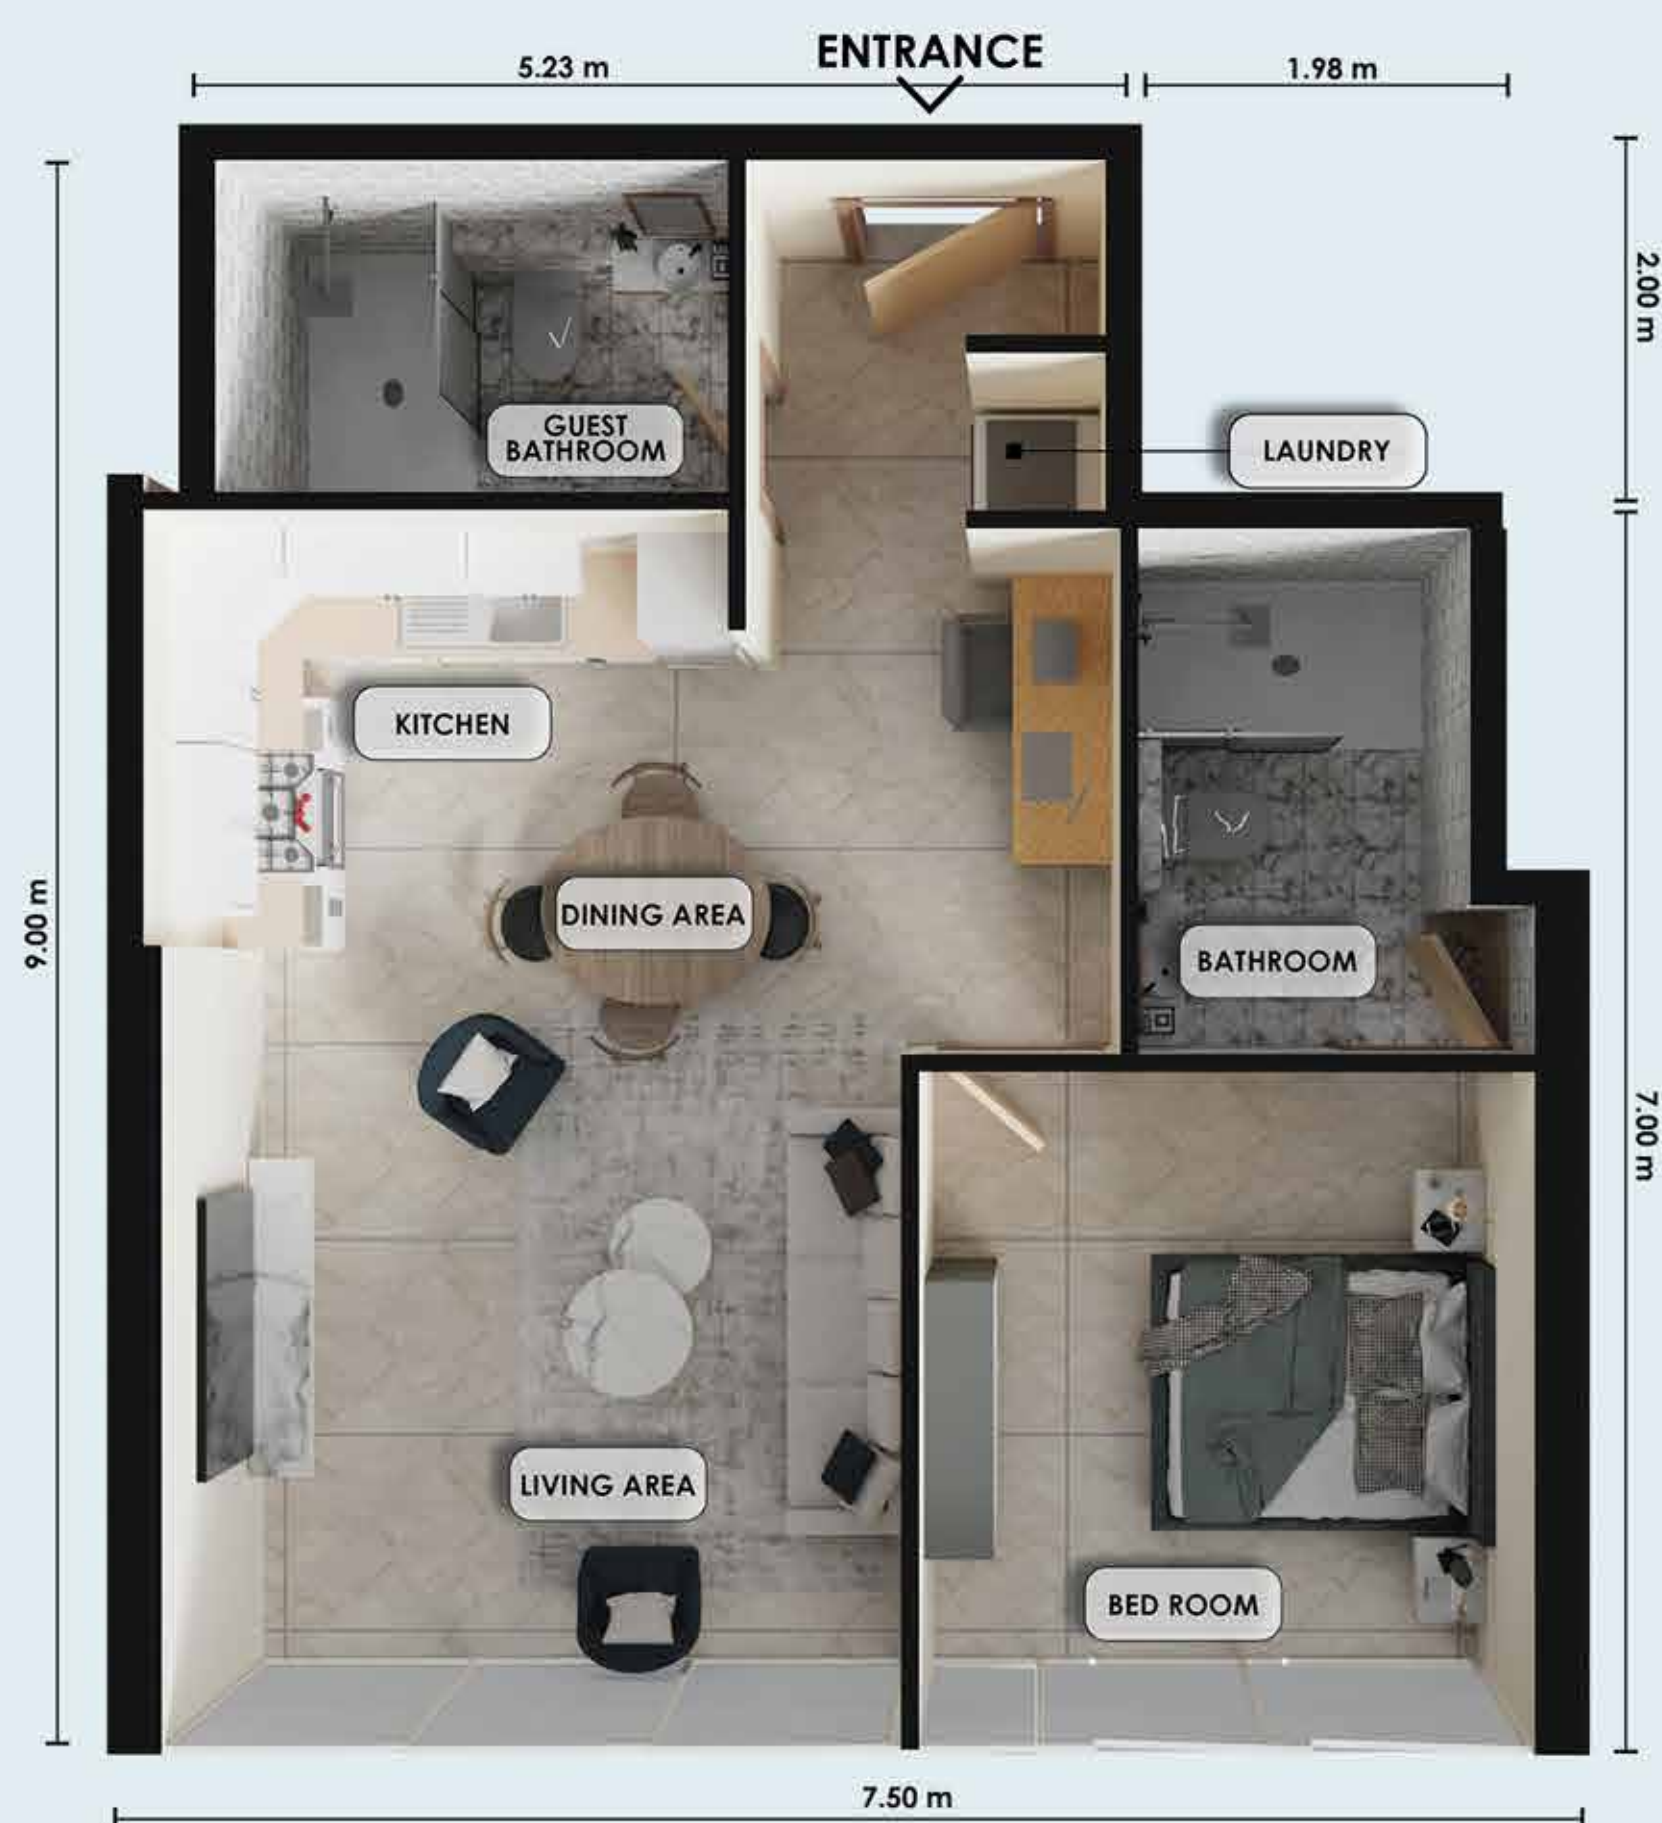 ENTRANCE
5.23 m
1.98 m
2.00 m
GUEST
BATHROOM
LAUNDRY
KITCHEN
DINING AREA
9.00 m
BATHROOM
7.00 m
LIVING AREA
BED ROOM
7.50 m